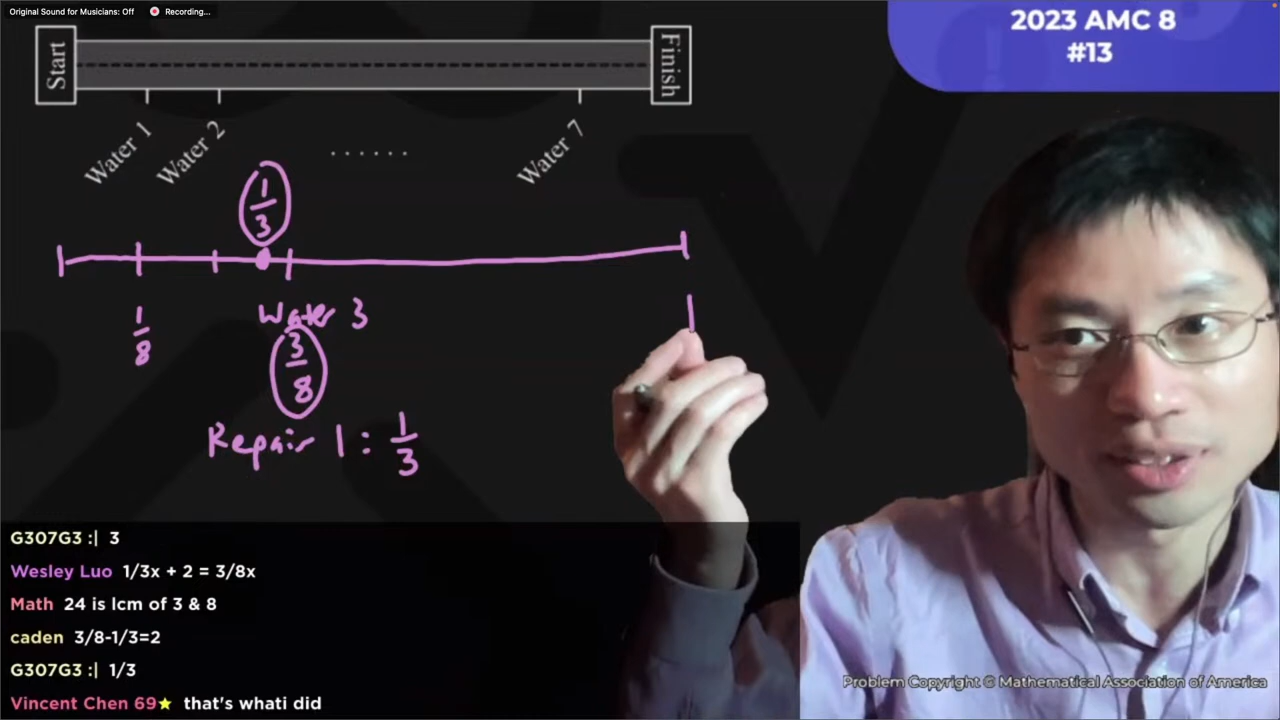 Original Sound for Musicians: Off
Recording...
2023 AMC 8
#13
Start
Finish
Water 1
Water 2
......
Water 7
1/3
1/8
Water 3
3/8
1
Repair 1: 1/3
G307G3 :| 3
Wesley Luo 1/3x + 2 = 3/8x
Math 24 is lcm of 3 & 8
caden 3/8-1/3=2
G307G3 :| 1/3
Vincent Chen 69★ that's whati did
Problem Copyright © Mathematical Association of America